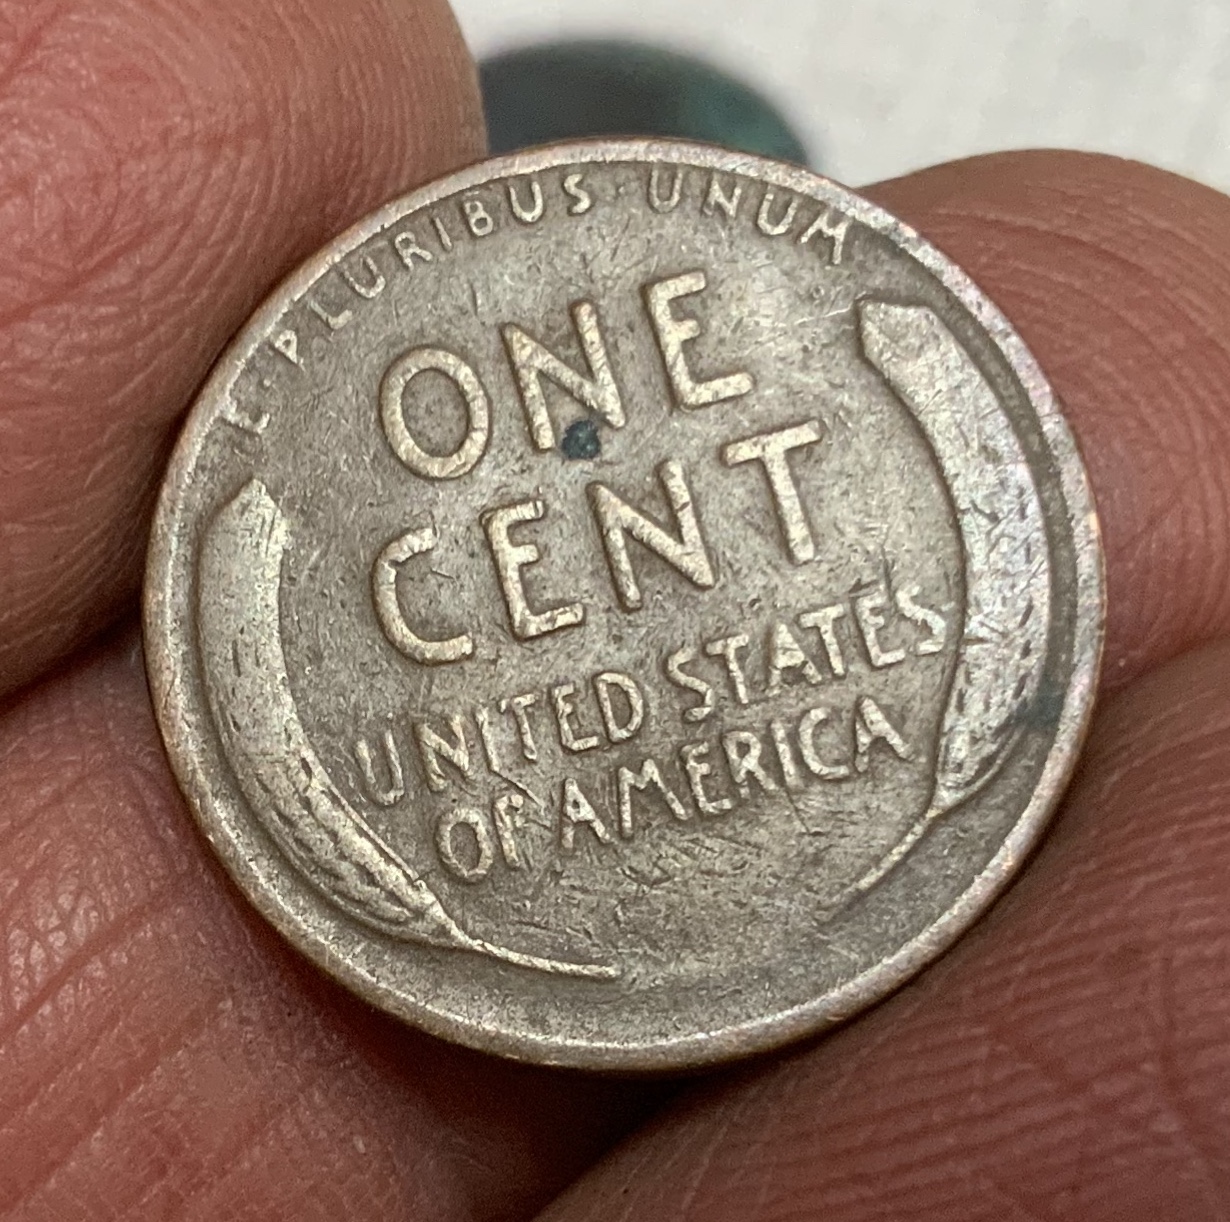 E·PLURIBUS·UNUM
ONE
CENT
UNITED STATES
OF AMERICA